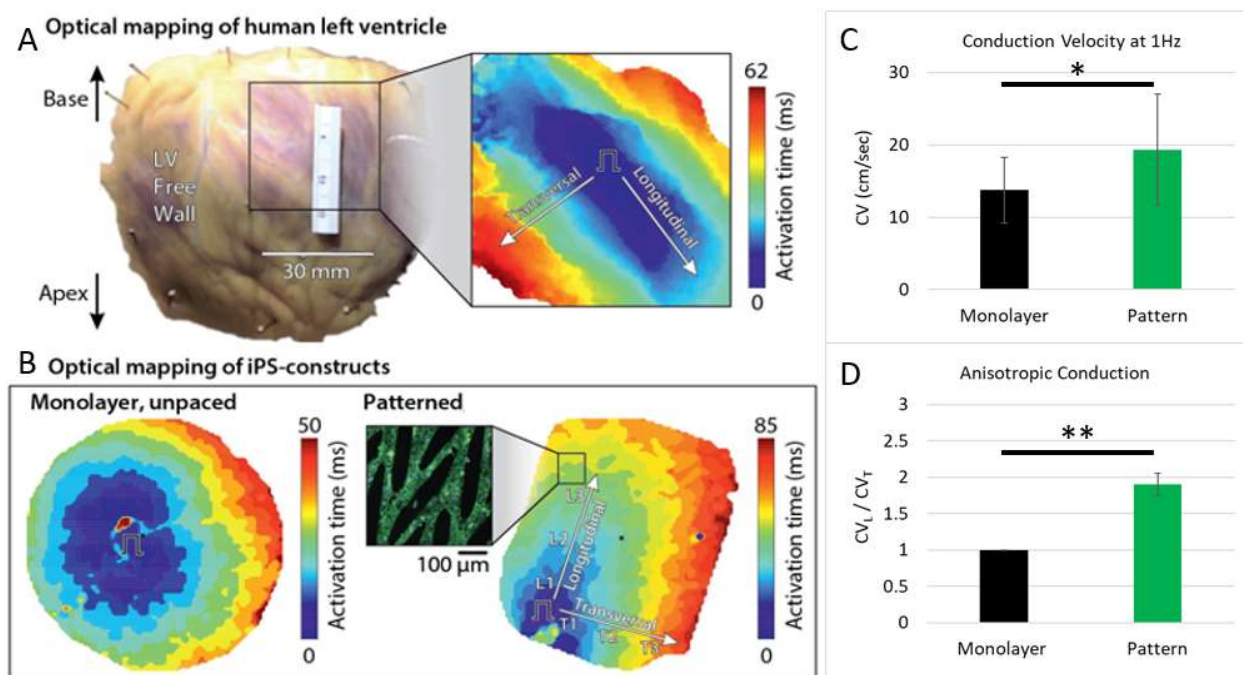 A Optical mapping of human left ventricle
Base
LV
Free
Wall
Apex
30 mm
Transversal
Longitudinal
62
Activation time (ms)
0
B Optical mapping of iPS-constructs
Monolayer, unpaced
50
Activation time (ms)
0
Patterned
100 µm
L3
L2
L1
Longitudinal
Transversal
T1
T2
T3
85
Activation time (ms)
0
C Conduction Velocity at 1Hz
30
20
10
0
CV (cm/sec)
*
Monolayer Pattern
D Anisotropic Conduction
3
2.5
2
1.5
1
0.5
0
CVL / CVT
**
Monolayer Pattern